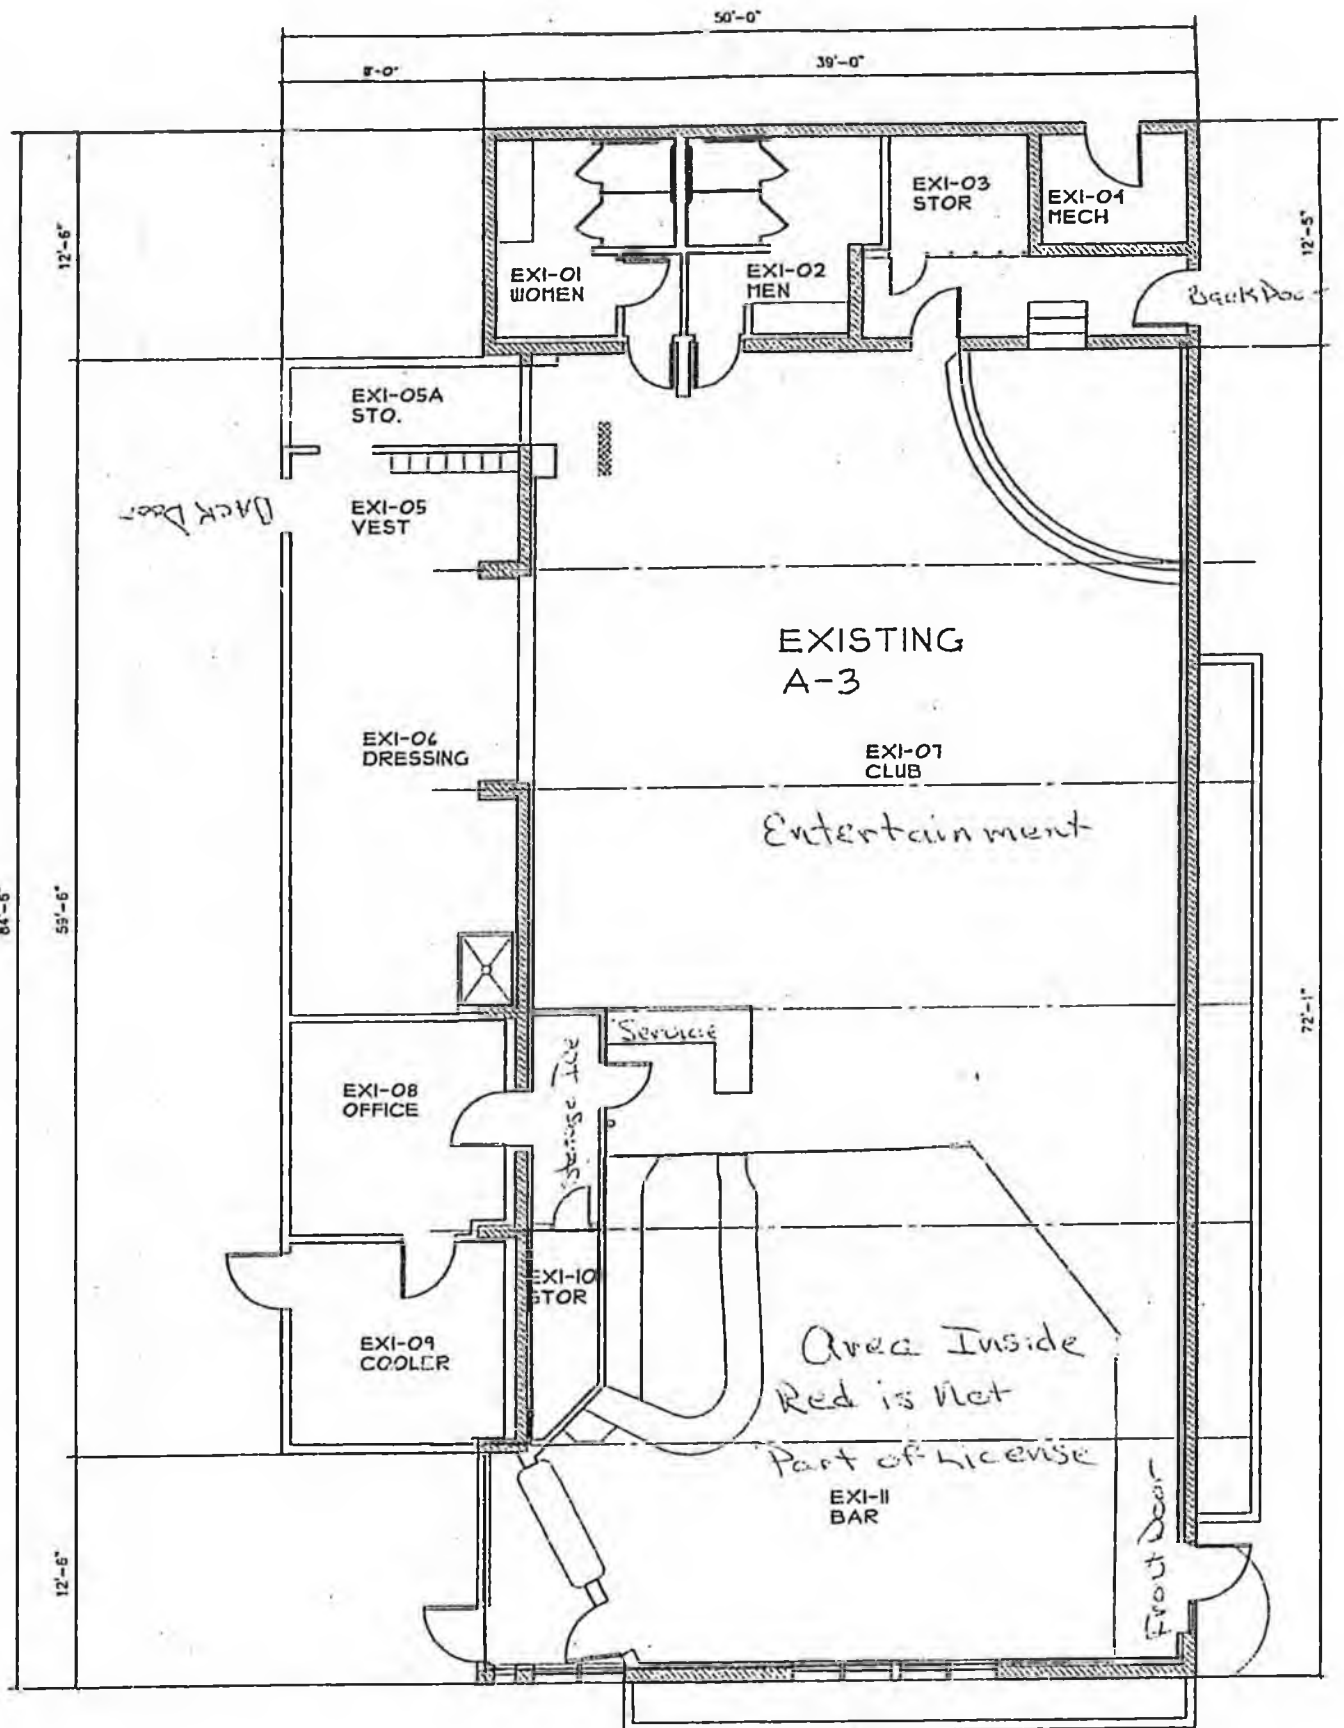 50'-0"
8'-0"
39'-0"
12'-6"
12'-5"
EXI-01
WOMEN
EXI-02
MEN
EXI-03
STOR
EXI-04
MECH
Back Door
EXI-05A
STO.
Back Door
EXI-05
VEST
EXISTING
A-3
EXI-06
DRESSING
EXI-07
CLUB
Entertainment
84'-6"
59'-6"
72'-1"
Service
Storage Ice
EXI-08
OFFICE
EXI-10
STOR
EXI-09
COOLER
Area Inside
Red is Not
Part of License
EXI-11
BAR
Front Door
12'-6"